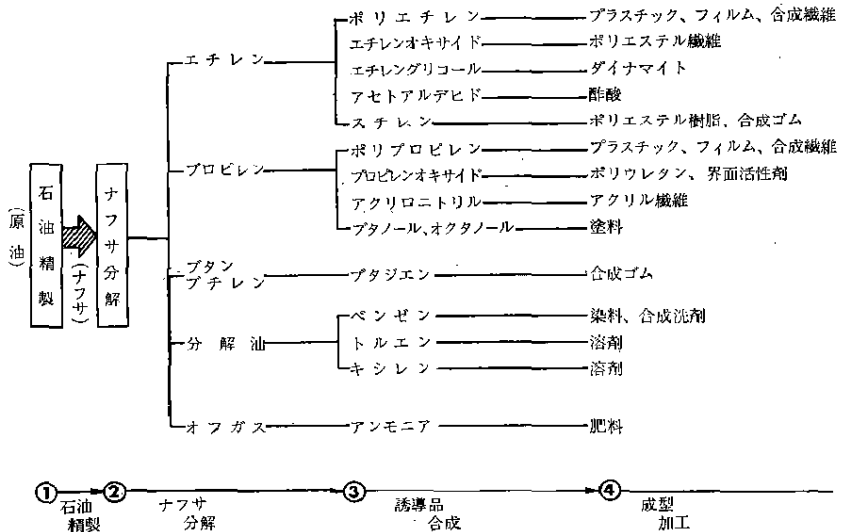 ポリエチレン プラスチック、フィルム、合成繊維
エチレンオキサイド ポリエステル繊維
エチレン
エチレングリコール ダイナマイト
アセトアルデヒド 酢酸
スチレン ポリエステル樹脂、合成ゴム
ポリプロピレン プラスチック、フィルム、合成繊維
プロピレン プロピレンオキサイド ポリウレタン、界面活性剤
アクリロニトリル アクリル繊維
ブタノール、オクタノール 塗料
(原油)
石油精製
(ナフサ)
ナフサ分解
ブタン
ブチレン
ブタジエン 合成ゴム
ベンゼン 染料、合成洗剤
分解油 トルエン 溶剤
キシレン 溶剤
オフガス アンモニア 肥料
① ② ③ ④
石油 ナフサ 誘導品 成型
精製 分解 合成 加工